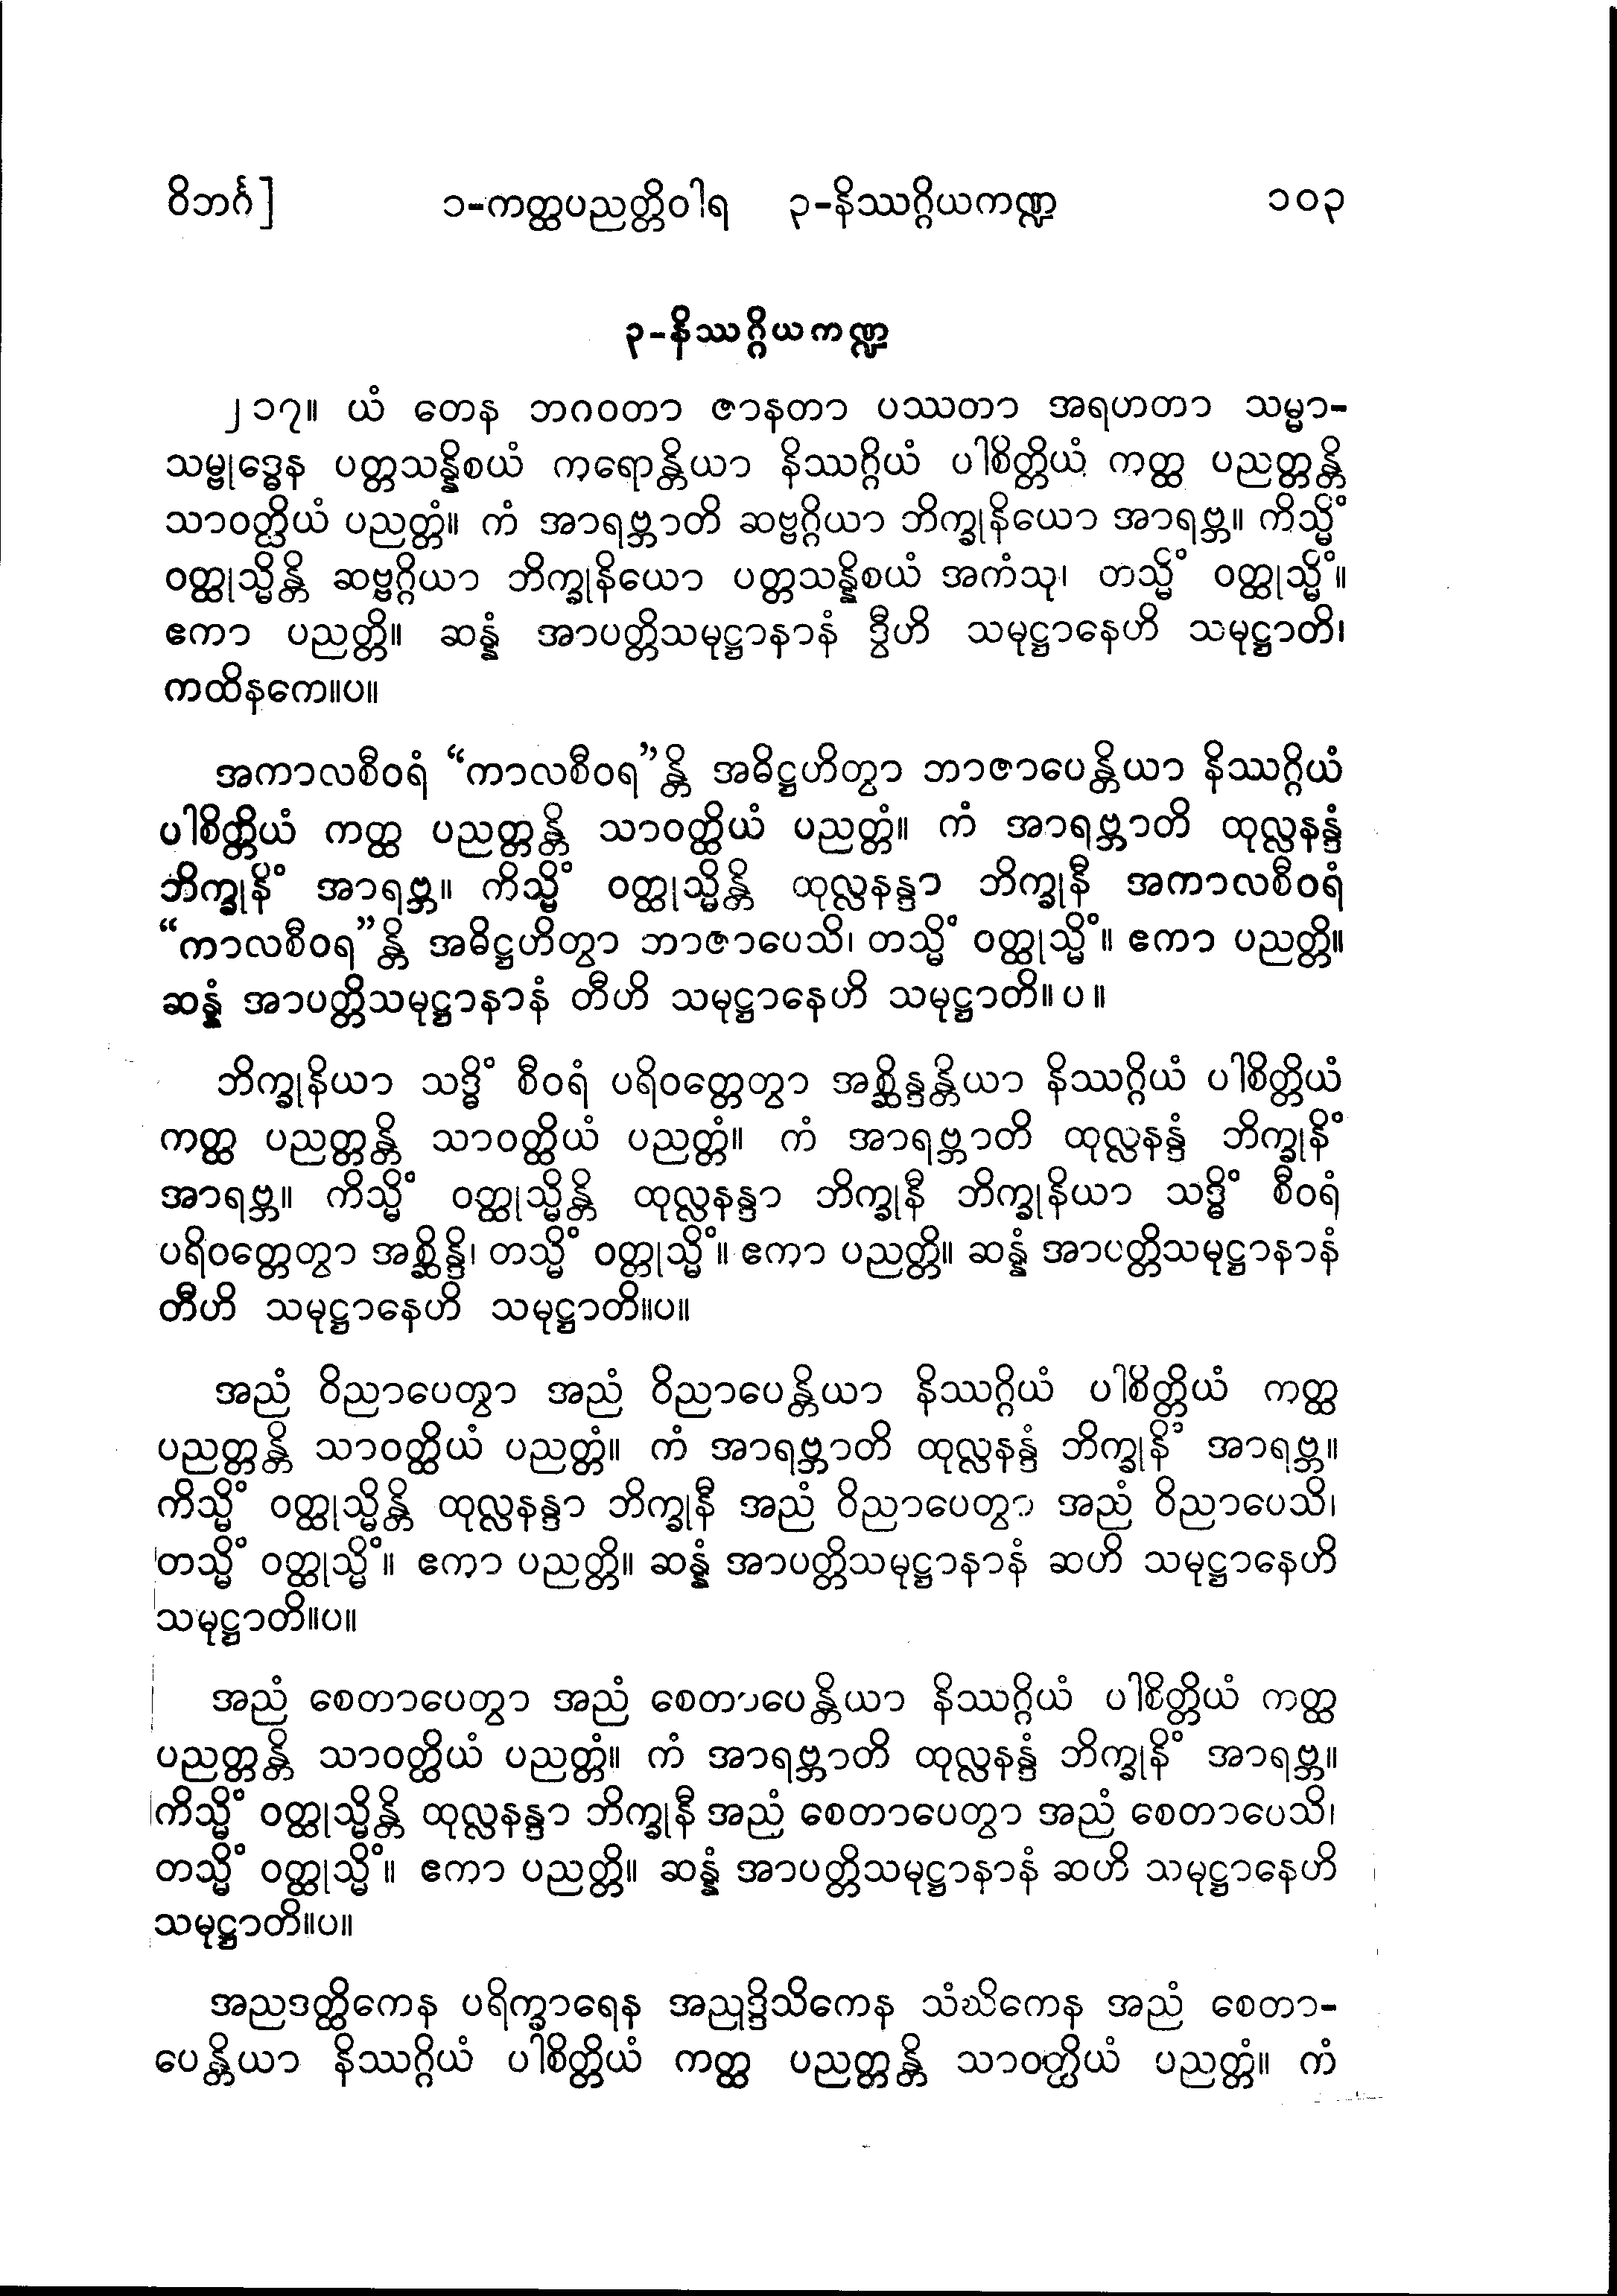 ဝိဘင်္ဂ] ၁-ကတ္ထပညတ္တိဝါရ ၃-နိဿဂ္ဂိယကဏ္ဍ ၁၀၃
၃-နိဿဂ္ဂိယကဏ္ဍ
၂၁၇။ ယံ တေန ဘဂဝတာ ဇာနတာ ပဿတာ အရဟတာ သမ္မာ-
သမ္ဗုဒ္ဓေန ပတ္တသန္နိစယံ ကရောန္တိယာ နိဿဂ္ဂိယံ ပါစိတ္တိယံ ကတ္ထ ပညတ္တန္တိ
သာဝတ္ထိယံ ပညတ္တံ။ ကံ အာရဗ္ဘာတိ ဆဗ္ဗဂ္ဂိယာ ဘိက္ခုနိယော အာရဗ္ဘ။ ကိသ္မိံ
ဝတ္ထုသ္မိန္တိ ဆဗ္ဗဂ္ဂိယာ ဘိက္ခုနိယော ပတ္တသန္နိစယံ အကံသု၊ တသ္မိံ ဝတ္ထုသ္မိံ။
ဧကာ ပညတ္တိ။ ဆန္နံ အာပတ္တိသမုဋ္ဌာနာနံ ဒွီဟိ သမုဋ္ဌာနေဟိ သမုဋ္ဌာတိ၊
ကထိနကေ။ပ။
အကာလစီဝရံ “ကာလစီဝရ”န္တိ အဓိဋ္ဌဟိတွာ ဘာဇာပေန္တိယာ နိဿဂ္ဂိယံ
ပါစိတ္တိယံ ကတ္ထ ပညတ္တန္တိ သာဝတ္ထိယံ ပညတ္တံ။ ကံ အာရဗ္ဘာတိ ထုလ္လနန္ဒံ
ဘိက္ခုနိံ အာရဗ္ဘ။ ကိသ္မိံ ဝတ္ထုသ္မိန္တိ ထုလ္လနန္ဒာ ဘိက္ခုနီ အကာလစီဝရံ
“ကာလစီဝရ”န္တိ အဓိဋ္ဌဟိတွာ ဘာဇာပေသိ၊ တသ္မိံ ဝတ္ထုသ္မိံ။ ဧကာ ပညတ္တိ။
ဆန္နံ အာပတ္တိသမုဋ္ဌာနာနံ တီဟိ သမုဋ္ဌာနေဟိ သမုဋ္ဌာတိ။ပ။
ဘိက္ခုနိယာ သဒ္ဓိံ စီဝရံ ပရိဝတ္တေတွာ အစ္ဆိန္ဒန္တိယာ နိဿဂ္ဂိယံ ပါစိတ္တိယံ
ကတ္ထ ပညတ္တန္တိ သာဝတ္ထိယံ ပညတ္တံ။ ကံ အာရဗ္ဘာတိ ထုလ္လနန္ဒံ ဘိက္ခုနိံ
အာရဗ္ဘ။ ကိသ္မိံ ဝတ္ထုသ္မိန္တိ ထုလ္လနန္ဒာ ဘိက္ခုနီ ဘိက္ခုနိယာ သဒ္ဓိံ စီဝရံ
ပရိဝတ္တေတွာ အစ္ဆိန္ဒိ၊ တသ္မိံ ဝတ္ထုသ္မိံ။ ဧကာ ပညတ္တိ။ ဆန္နံ အာပတ္တိသမုဋ္ဌာနာနံ
တီဟိ သမုဋ္ဌာနေဟိ သမုဋ္ဌာတိ။ပ။
အညံ ဝိညာပေတွာ အညံ ဝိညာပေန္တိယာ နိဿဂ္ဂိယံ ပါစိတ္တိယံ ကတ္ထ
ပညတ္တန္တိ သာဝတ္ထိယံ ပညတ္တံ။ ကံ အာရဗ္ဘာတိ ထုလ္လနန္ဒံ ဘိက္ခုနိံ အာရဗ္ဘ။
ကိသ္မိံ ဝတ္ထုသ္မိန္တိ ထုလ္လနန္ဒာ ဘိက္ခုနီ အညံ ဝိညာပေတွာ အညံ ဝိညာပေသိ၊
တသ္မိံ ဝတ္ထုသ္မိံ။ ဧကာ ပညတ္တိ။ ဆန္နံ အာပတ္တိသမုဋ္ဌာနာနံ ဆဟိ သမုဋ္ဌာနေဟိ
သမုဋ္ဌာတိ။ပ။
အညံ စေတာပေတွာ အညံ စေတာပေန္တိယာ နိဿဂ္ဂိယံ ပါစိတ္တိယံ ကတ္ထ
ပညတ္တန္တိ သာဝတ္ထိယံ ပညတ္တံ။ ကံ အာရဗ္ဘာတိ ထုလ္လနန္ဒံ ဘိက္ခုနိံ အာရဗ္ဘ။
ကိသ္မိံ ဝတ္ထုသ္မိန္တိ ထုလ္လနန္ဒာ ဘိက္ခုနီ အညံ စေတာပေတွာ အညံ စေတာပေသိ၊
တသ္မိံ ဝတ္ထုသ္မိံ။ ဧကာ ပညတ္တိ။ ဆန္နံ အာပတ္တိသမုဋ္ဌာနာနံ ဆဟိ သမုဋ္ဌာနေဟိ
သမုဋ္ဌာတိ။ပ။
အညဒတ္ထိကေန ပရိက္ခာရေန အညုဒ္ဒိသိကေန သံဃိကေန အညံ စေတာ-
ပေန္တိယာ နိဿဂ္ဂိယံ ပါစိတ္တိယံ ကတ္ထ ပညတ္တန္တိ သာဝတ္ထိယံ ပညတ္တံ။ ကံ